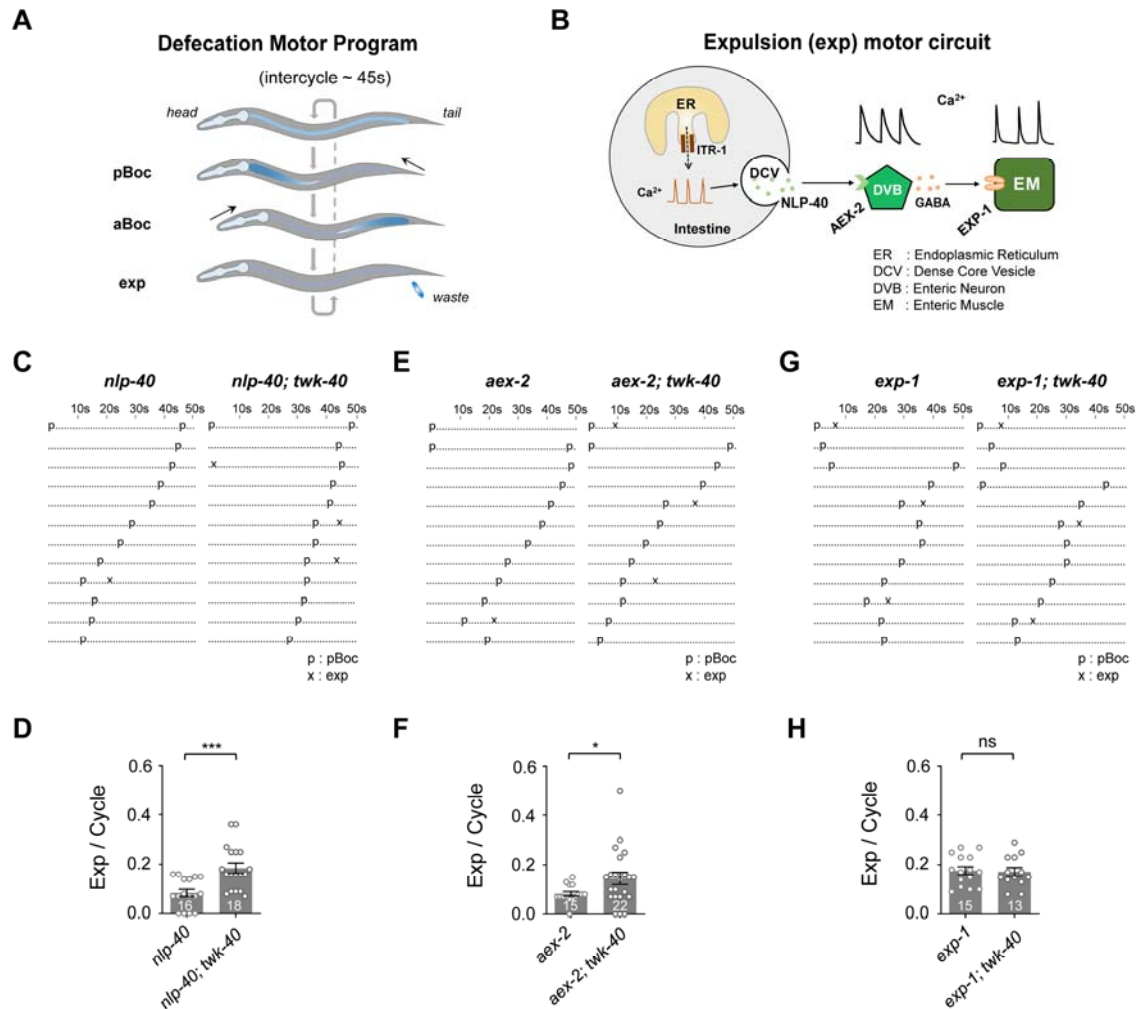 A
Defecation Motor Program
(intercycle ~ 45s)
head
tail
pBoc
aBoc
exp
waste
B
Expulsion (exp) motor circuit
ER
ITR-1
Ca2+
Intestine
DCV
NLP-40
AEX-2
DVB
GABA
Ca2+
EXP-1
EM
ER : Endoplasmic Reticulum
DCV : Dense Core Vesicle
DVB : Enteric Neuron
EM : Enteric Muscle
C
nlp-40
nlp-40; twk-40
10s 20s 30s 40s 50s
10s 20s 30s 40s 50s
p p p p
p p
p x p
p p
p p
p p x
p p
p p x
p x p
p p
p p
p p
p : pBoc
x : exp
E
aex-2
aex-2; twk-40
10s 20s 30s 40s 50s
10s 20s 30s 40s 50s
p p x
p p p p
p p
p p
p p x
p p
p p
p p
p p x
p p
p x p
p p
p : pBoc
x : exp
G
exp-1
exp-1; twk-40
10s 20s 30s 40s 50s
10s 20s 30s 40s 50s
p x p x
p p
p p p
p p p
p x p
p p x
p p
p p
p p
p x p
p p x
p p
p : pBoc
x : exp
D
***
Exp / Cycle
0.6
0.4
0.2
0.0
16
18
nlp-40
nlp-40; twk-40
F
*
Exp / Cycle
0.6
0.4
0.2
0.0
15
22
aex-2
aex-2; twk-40
H
ns
Exp / Cycle
0.6
0.4
0.2
0.0
15
13
exp-1
exp-1; twk-40